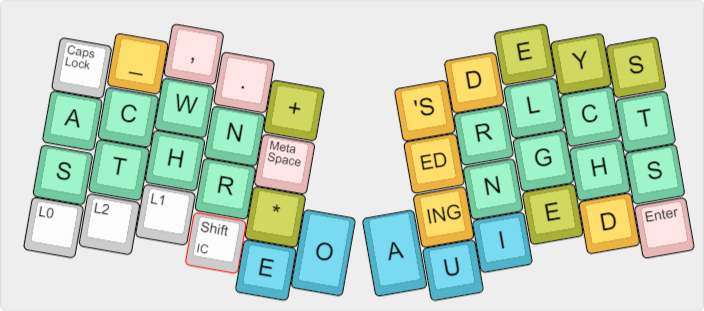 Caps Lock _ , . +
A C W N Meta Space
S T H R *
L0 L2 L1 Shift IC E O
'S D E Y S
ED R L C T
ING N G H S
A U I E D Enter